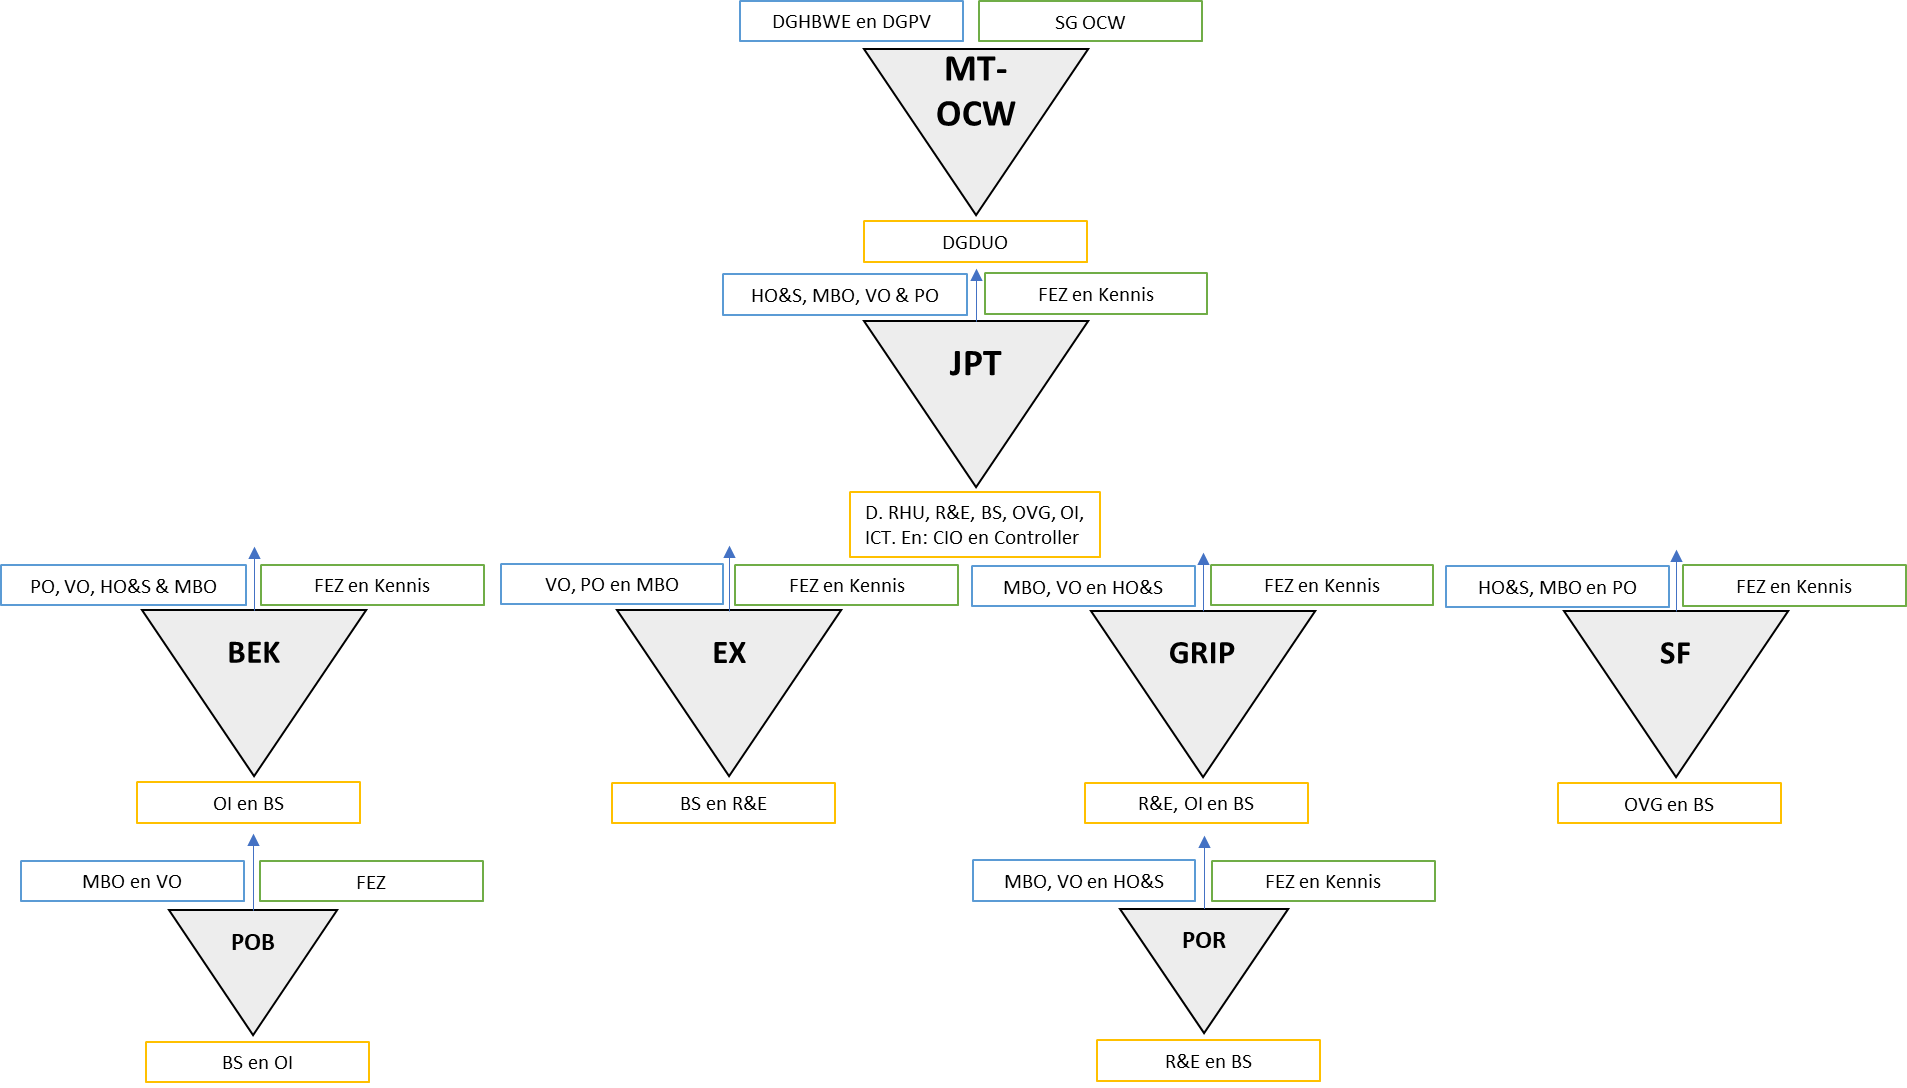 DGHBWE en DGPV
SG OCW
MT-
OCW
DGDUO
HO&S, MBO, VO & PO
FEZ en Kennis
JPT
D. RHU, R&E, BS, OVG, OI,
ICT. En: CIO en Controller
PO, VO, HO&S & MBO
FEZ en Kennis
VO, PO en MBO
FEZ en Kennis
MBO, VO en HO&S
FEZ en Kennis
HO&S, MBO en PO
FEZ en Kennis
BEK
EX
GRIP
SF
OI en BS
BS en R&E
R&E, OI en BS
OVG en BS
MBO en VO
FEZ
MBO, VO en HO&S
FEZ en Kennis
POB
POR
BS en OI
R&E en BS